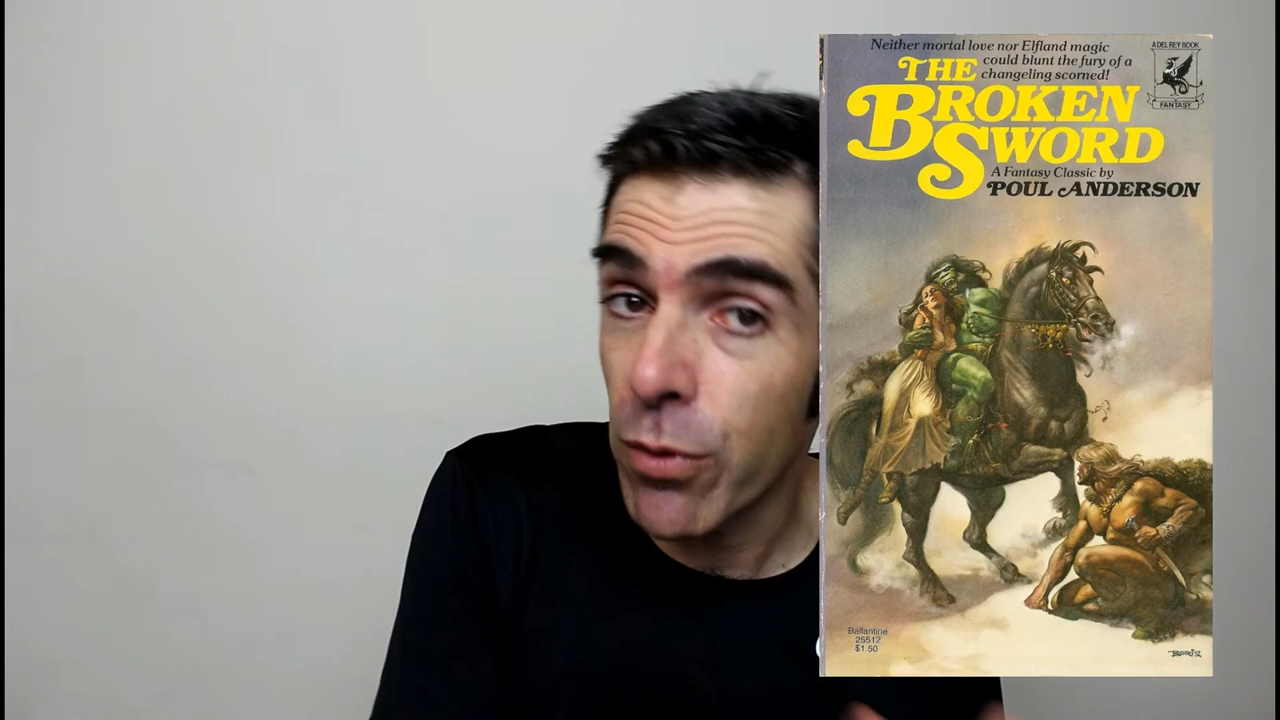 Neither mortal love nor Elfland magic
could blunt the fury of a
changeling scorned!
A DEL REY BOOK
FANTASY
THE
BROKEN
SWORD
A Fantasy Classic by
POUL ANDERSON
Ballantine
25512
$1.50
BORIS